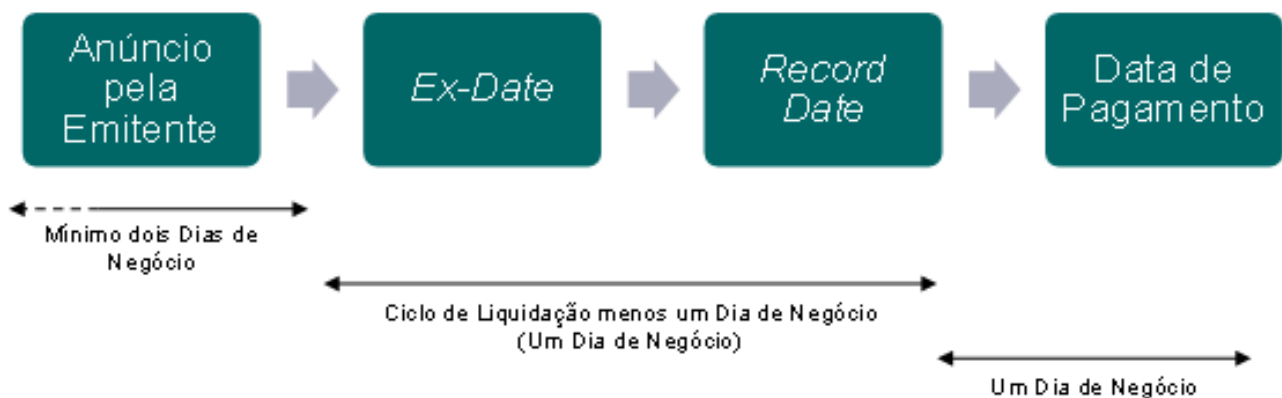 Anúncio
pela
Emitente
Ex-Date
Record
Date
Data de
Pagamento
Mínimo dois Dias de
Negócio
Ciclo de Liquidação menos um Dia de Negócio
(Um Dia de Negócio)
Um Dia de Negócio